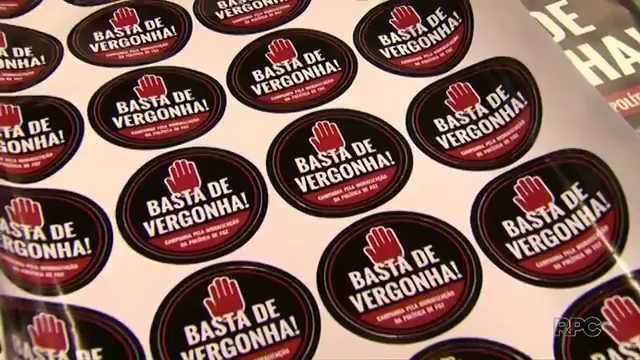 BASTA DE
VERGONHA!
CAMPANHA PELA MORALIZAÇÃO
DA POLÍTICA DE FOZ
RPC